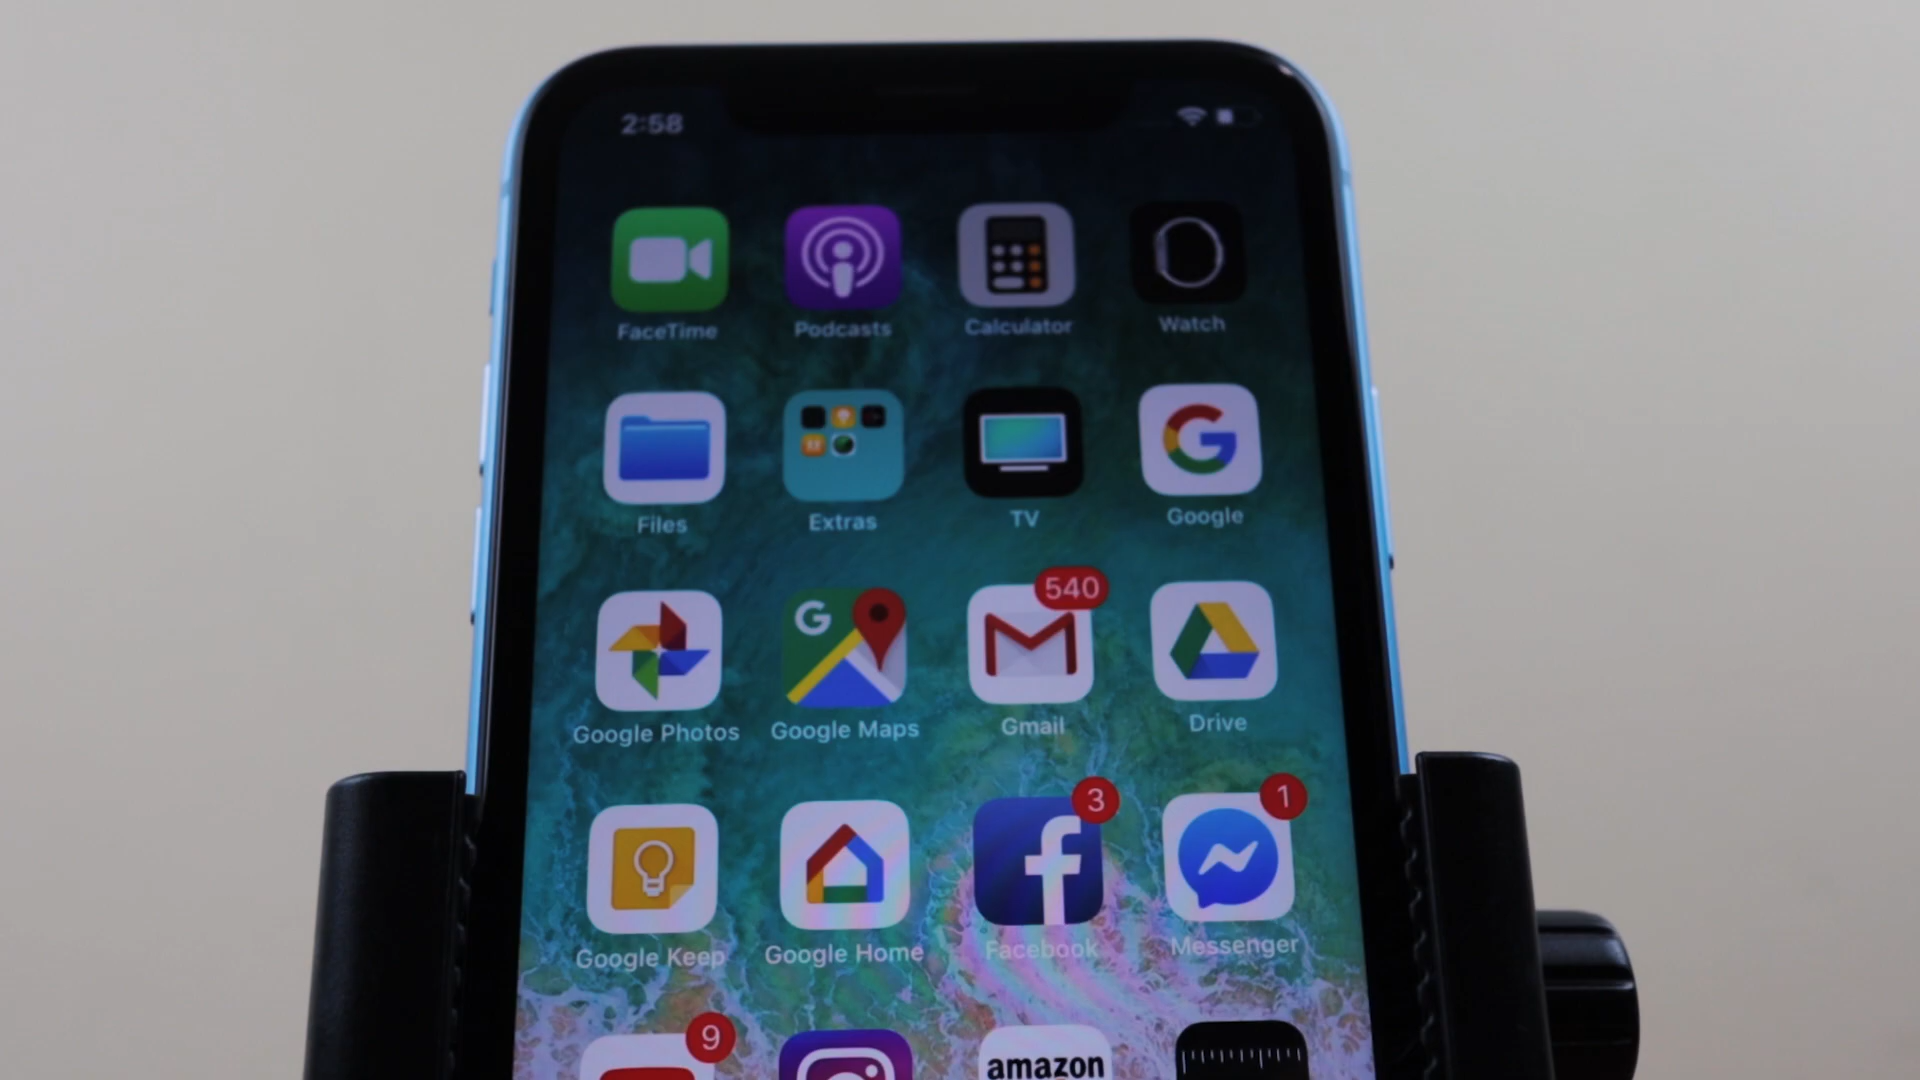 2:58
FaceTime Podcasts Calculator Watch
Files Extras TV Google
G 540
Google Photos Google Maps Gmail Drive
3 1
Google Keep Google Home Facebook Messenger
9
amazon